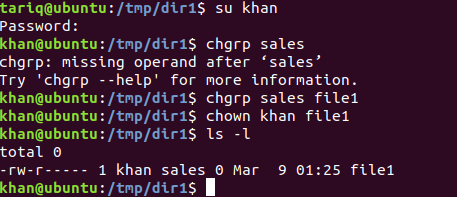 tariq@ubuntu:/tmp/dir1$ su khan
Password:
khan@ubuntu:/tmp/dir1$ chgrp sales
chgrp: missing operand after ‘sales’
Try 'chgrp --help' for more information.
khan@ubuntu:/tmp/dir1$ chgrp sales file1
khan@ubuntu:/tmp/dir1$ chown khan file1
khan@ubuntu:/tmp/dir1$ ls -l
total 0
-rw-r----- 1 khan sales 0 Mar  9 01:25 file1
khan@ubuntu:/tmp/dir1$